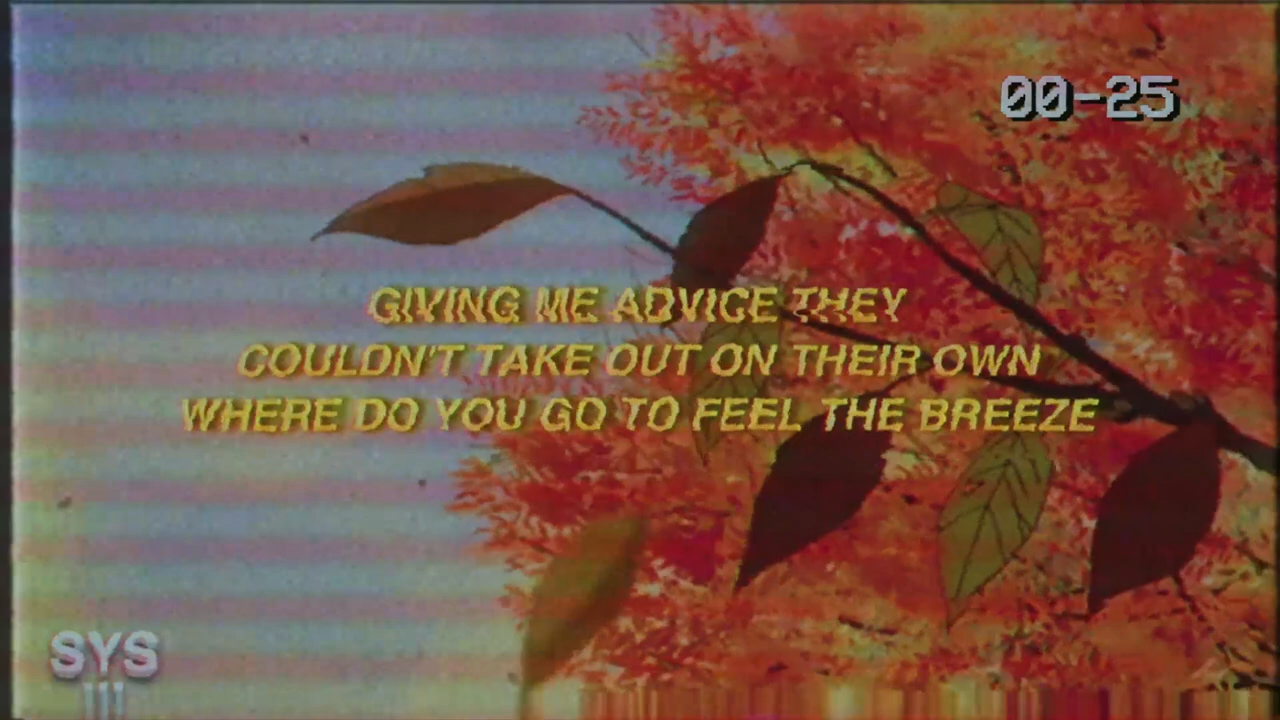 00-25
GIVING ME ADVICE THEY
COULDN'T TAKE OUT ON THEIR OWN
WHERE DO YOU GO TO FEEL THE BREEZE
SYS